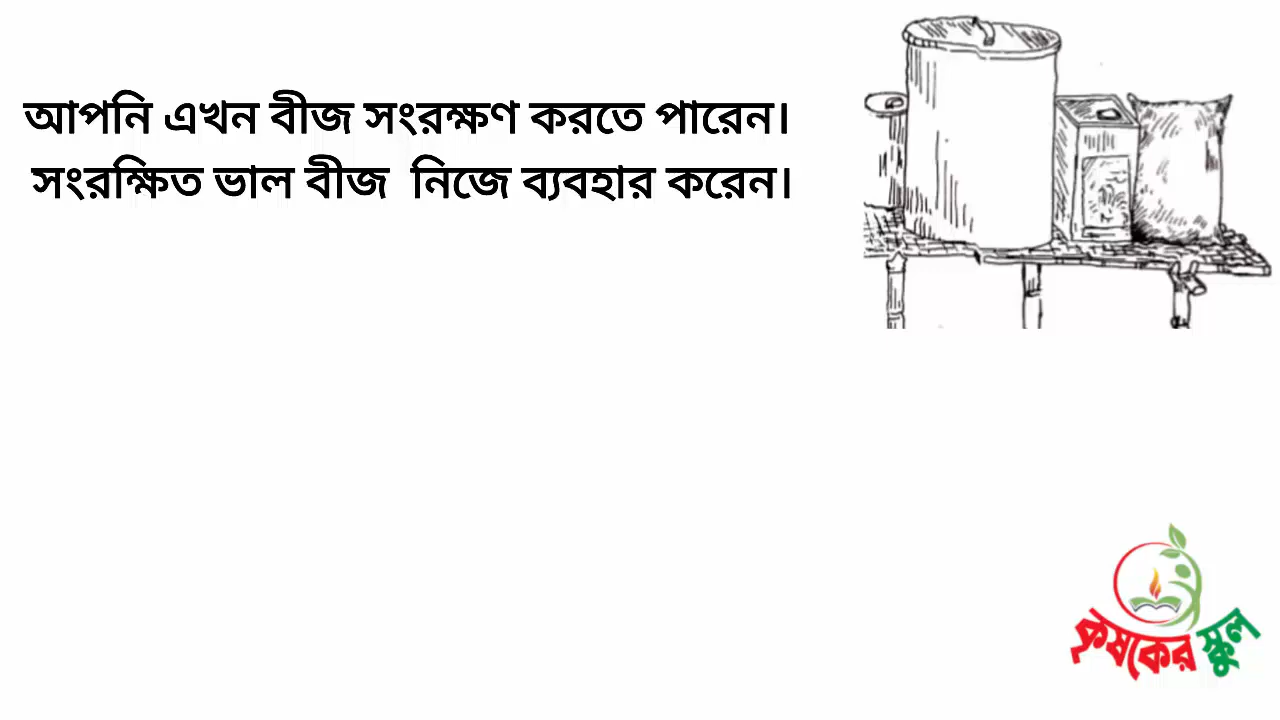 আপনি এখন বীজ সংরক্ষণ করতে পারেন।
সংরক্ষিত ভাল বীজ  নিজে ব্যবহার করেন।
কৃষকের স্কুল